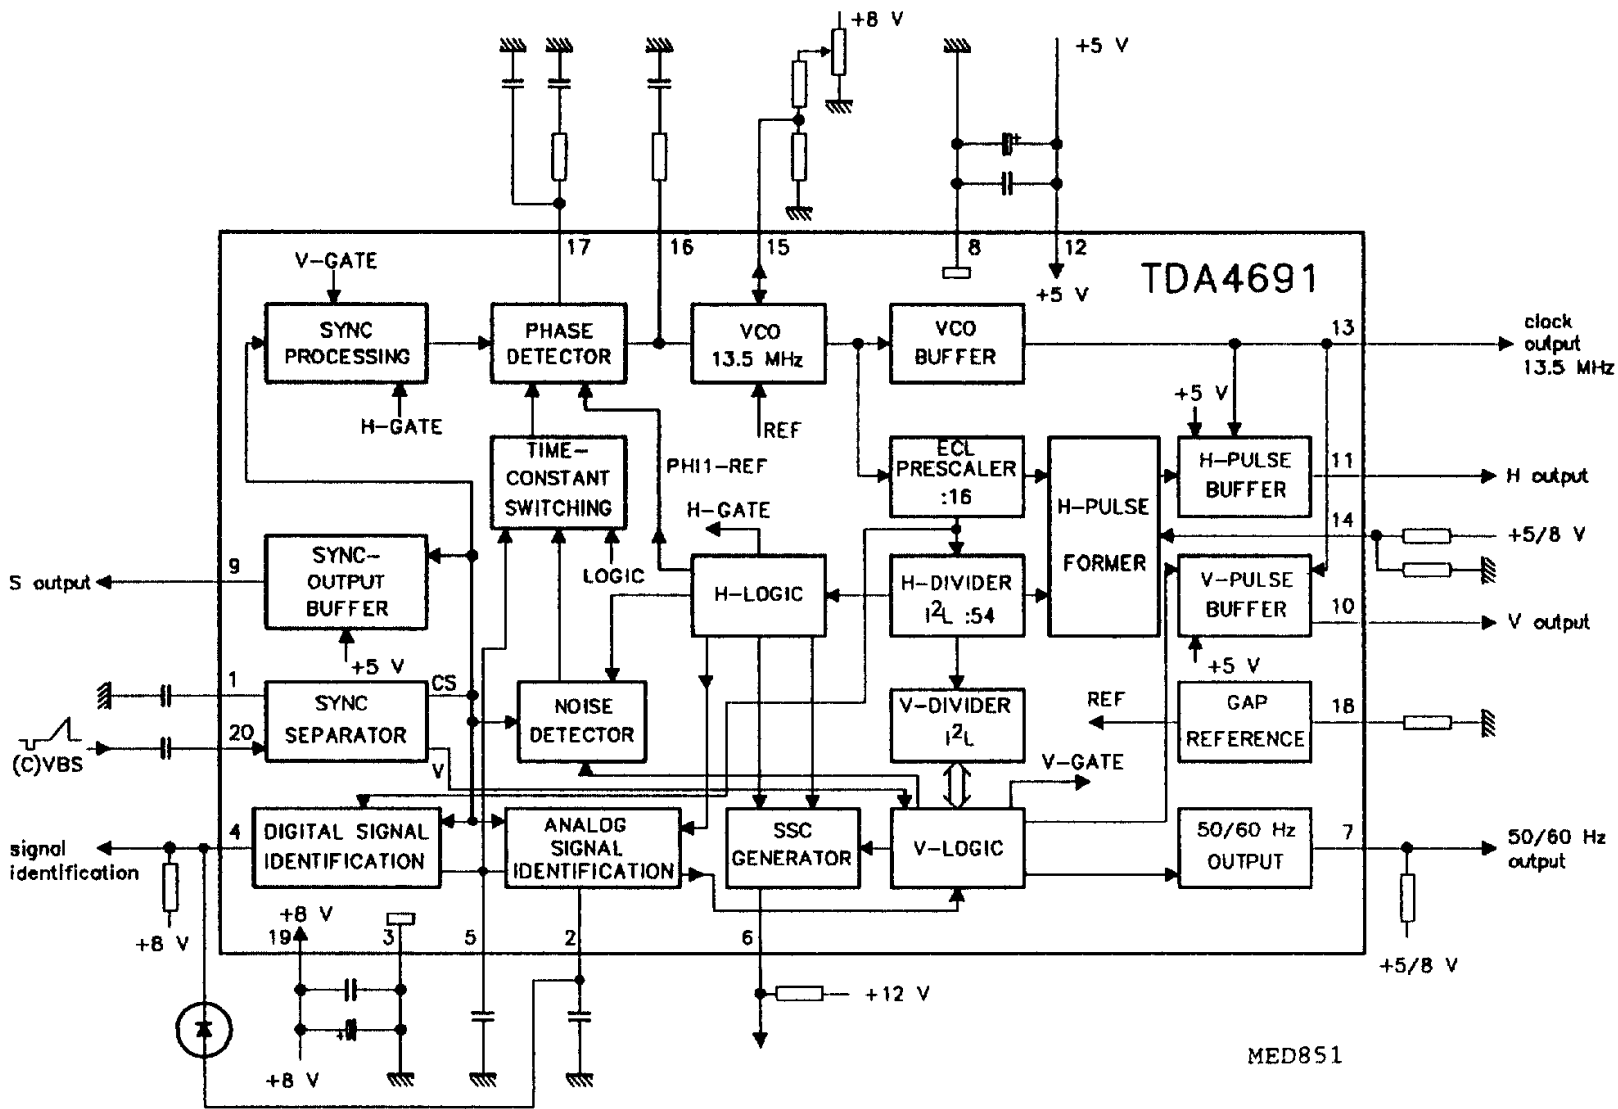 +8 V
+5 V
17
16
15
8
12
TDA4691
V-GATE
+5 V
SYNC
PROCESSING
PHASE
DETECTOR
VCO
13.5 MHz
VCO
BUFFER
13
clock
output
13.5 MHz
H-GATE
REF
+5 V
TIME-
CONSTANT
SWITCHING
PHI1-REF
ECL
PRESCALER
:16
H-PULSE
FORMER
H-PULSE
BUFFER
11
H output
H-GATE
14
+5/8 V
9
S output
SYNC-
OUTPUT
BUFFER
LOGIC
H-LOGIC
H-DIVIDER
I²L :54
V-PULSE
BUFFER
10
V output
+5 V
+5 V
1
CS
SYNC
SEPARATOR
20
(C)VBS
V
NOISE
DETECTOR
V-DIVIDER
I²L
REF
GAP
REFERENCE
18
V-GATE
4
signal
identification
DIGITAL SIGNAL
IDENTIFICATION
ANALOG
SIGNAL
IDENTIFICATION
SSC
GENERATOR
V-LOGIC
50/60 Hz
OUTPUT
7
50/60 Hz
output
+8 V
+8 V
19
3
5
2
6
+5/8 V
+12 V
+8 V
MED851